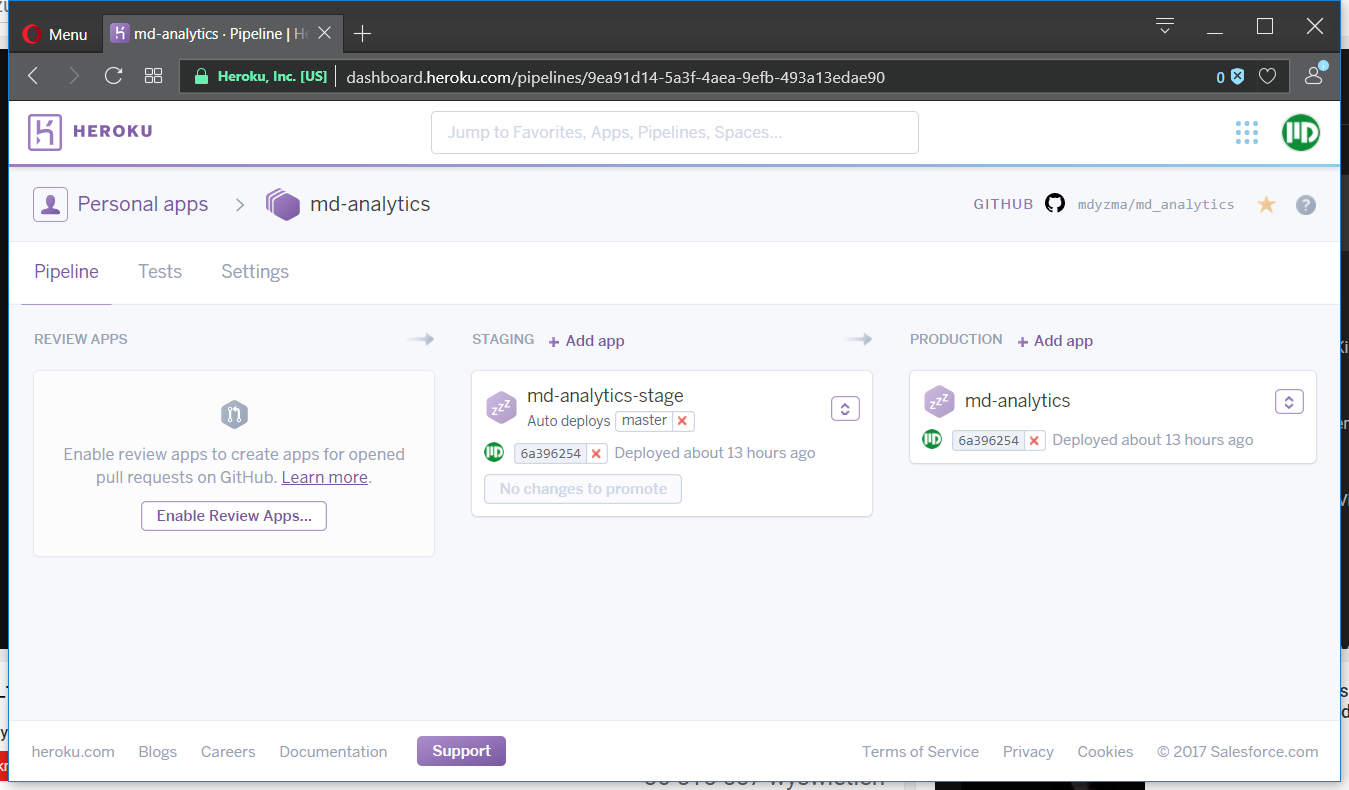 Menu
md-analytics · Pipeline | H
Heroku, Inc. [US]
dashboard.heroku.com/pipelines/9ea91d14-5a3f-4aea-9efb-493a13edae90
0
HEROKU
Jump to Favorites, Apps, Pipelines, Spaces...
Personal apps
md-analytics
GITHUB
mdyzma/md_analytics
?
Pipeline
Tests
Settings
REVIEW APPS
Enable review apps to create apps for opened
pull requests on GitHub. Learn more.
Enable Review Apps...
STAGING
+ Add app
zzz
md-analytics-stage
Auto deploys master ×
6a396254 × Deployed about 13 hours ago
No changes to promote
PRODUCTION
+ Add app
zzz
md-analytics
6a396254 × Deployed about 13 hours ago
heroku.com
Blogs
Careers
Documentation
Support
Terms of Service
Privacy
Cookies
© 2017 Salesforce.com